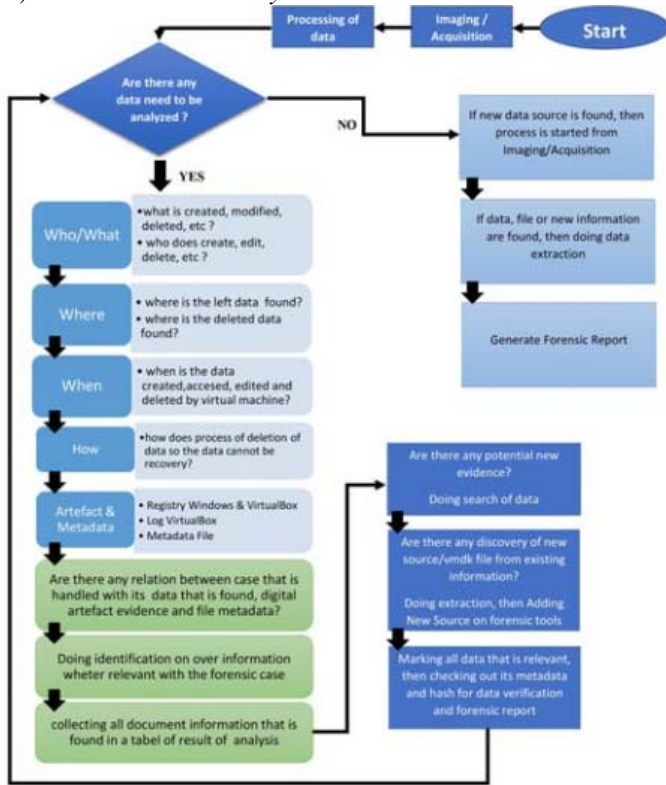 Start
Imaging /
Acquisition
Processing of
data
Are there any
data need to be
analyzed ?
NO
YES
If new data source is found, then
process is started from
Imaging/Acquisition
If data, file or new information
are found, then doing data
extraction
Generate Forensic Report
Who/What
•what is created, modified,
deleted, etc ?
• who does create, edit,
delete, etc ?
Where
• where is the left data found?
• where is the deleted data
found?
When
• when is the data
created,accesed, edited and
deleted by virtual machine?
How
•how does process of deletion of
data so the data cannot be
recovery?
Artefact &
Metadata
• Registry Windows & VirtualBox
• Log VirtualBox
• Metadata File
Are there any relation between case that is
handled with its data that is found, digital
artefact evidence and file metadata?
Doing identification on over information
wheter relevant with the forensic case
collecting all document information that is
found in a tabel of result of analysis
Are there any potential new
evidence?
Doing search of data
Are there any discovery of new
source/vmdk file from existing
information?
Doing extraction, then Adding
New Source on forensic tools
Marking all data that is relevant,
then checking out its metadata
and hash for data verification
and forensic report